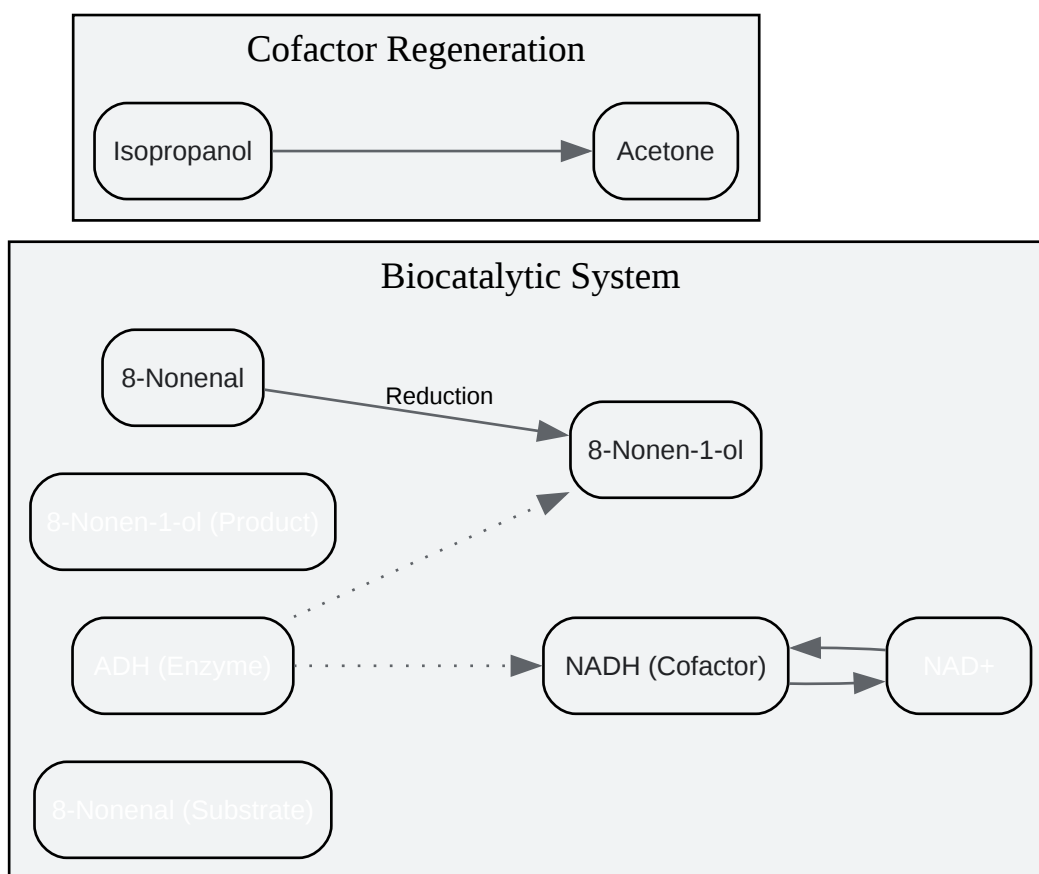 Cofactor Regeneration
Isopropanol
Acetone
Biocatalytic System
8-Nonenal
Reduction
8-Nonen-1-ol
8-Nonen-1-ol (Product)
ADH (Enzyme)
NADH (Cofactor)
NAD+
8-Nonenal (Substrate)